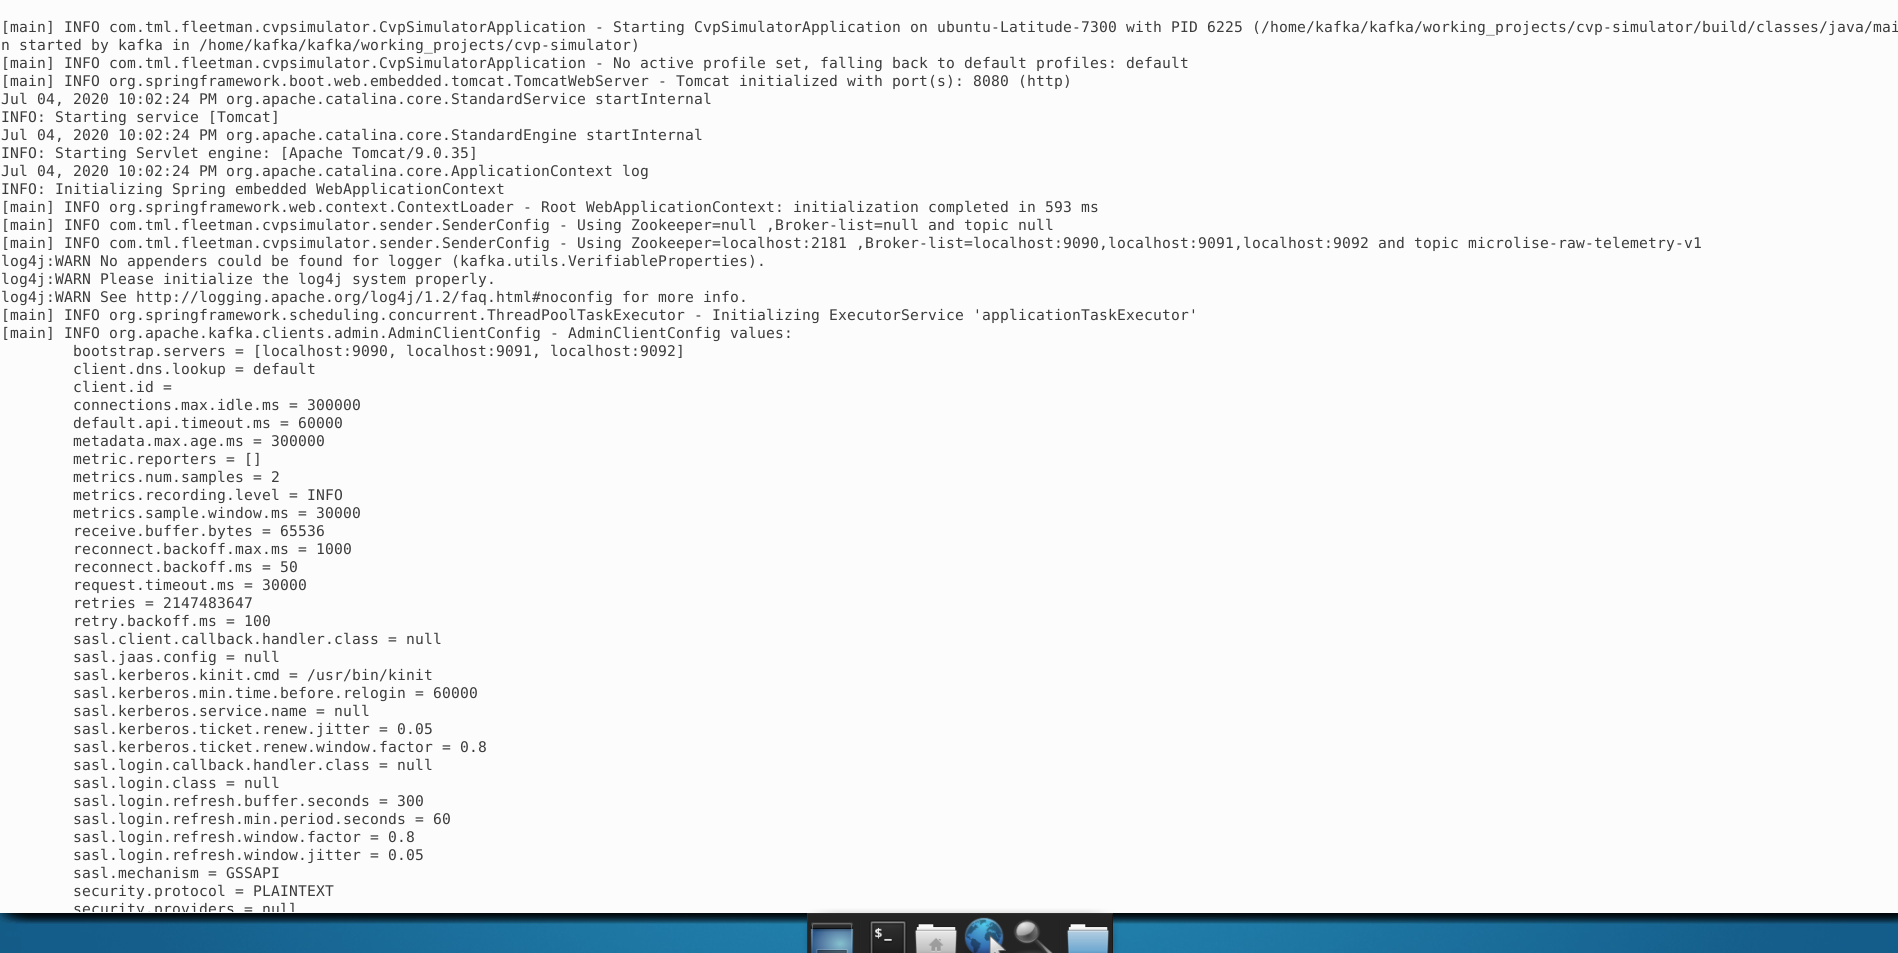 [main] INFO com.tml.fleetman.cvpsimulator.CvpSimulatorApplication - Starting CvpSimulatorApplication on ubuntu-Latitude-7300 with PID 6225 (/home/kafka/kafka/working_projects/cvp-simulator/build/classes/java/mai
n started by kafka in /home/kafka/kafka/working_projects/cvp-simulator)
[main] INFO com.tml.fleetman.cvpsimulator.CvpSimulatorApplication - No active profile set, falling back to default profiles: default
[main] INFO org.springframework.boot.web.embedded.tomcat.TomcatWebServer - Tomcat initialized with port(s): 8080 (http)
Jul 04, 2020 10:02:24 PM org.apache.catalina.core.StandardService startInternal
INFO: Starting service [Tomcat]
Jul 04, 2020 10:02:24 PM org.apache.catalina.core.StandardEngine startInternal
INFO: Starting Servlet engine: [Apache Tomcat/9.0.35]
Jul 04, 2020 10:02:24 PM org.apache.catalina.core.ApplicationContext log
INFO: Initializing Spring embedded WebApplicationContext
[main] INFO org.springframework.web.context.ContextLoader - Root WebApplicationContext: initialization completed in 593 ms
[main] INFO com.tml.fleetman.cvpsimulator.sender.SenderConfig - Using Zookeeper=null ,Broker-list=null and topic null
[main] INFO com.tml.fleetman.cvpsimulator.sender.SenderConfig - Using Zookeeper=localhost:2181 ,Broker-list=localhost:9090,localhost:9091,localhost:9092 and topic microlise-raw-telemetry-v1
log4j:WARN No appenders could be found for logger (kafka.utils.VerifiableProperties).
log4j:WARN Please initialize the log4j system properly.
log4j:WARN See http://logging.apache.org/log4j/1.2/faq.html#noconfig for more info.
[main] INFO org.springframework.scheduling.concurrent.ThreadPoolTaskExecutor - Initializing ExecutorService 'applicationTaskExecutor'
[main] INFO org.apache.kafka.clients.admin.AdminClientConfig - AdminClientConfig values:
bootstrap.servers = [localhost:9090, localhost:9091, localhost:9092]
client.dns.lookup = default
client.id =
connections.max.idle.ms = 300000
default.api.timeout.ms = 60000
metadata.max.age.ms = 300000
metric.reporters = []
metrics.num.samples = 2
metrics.recording.level = INFO
metrics.sample.window.ms = 30000
receive.buffer.bytes = 65536
reconnect.backoff.max.ms = 1000
reconnect.backoff.ms = 50
request.timeout.ms = 30000
retries = 2147483647
retry.backoff.ms = 100
sasl.client.callback.handler.class = null
sasl.jaas.config = null
sasl.kerberos.kinit.cmd = /usr/bin/kinit
sasl.kerberos.min.time.before.relogin = 60000
sasl.kerberos.service.name = null
sasl.kerberos.ticket.renew.jitter = 0.05
sasl.kerberos.ticket.renew.window.factor = 0.8
sasl.login.callback.handler.class = null
sasl.login.class = null
sasl.login.refresh.buffer.seconds = 300
sasl.login.refresh.min.period.seconds = 60
sasl.login.refresh.window.factor = 0.8
sasl.login.refresh.window.jitter = 0.05
sasl.mechanism = GSSAPI
security.protocol = PLAINTEXT
security.providers = null
$_